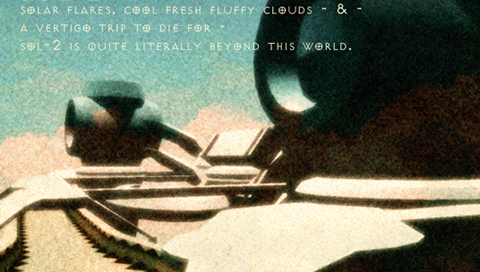 SOLAR FLARES, COOL FRESH FLUFFY CLOUDS ~ & ~
A VERTIGO TRIP TO DIE FOR ~
SOL~2 IS QUITE LITERALLY BEYOND THIS WORLD.